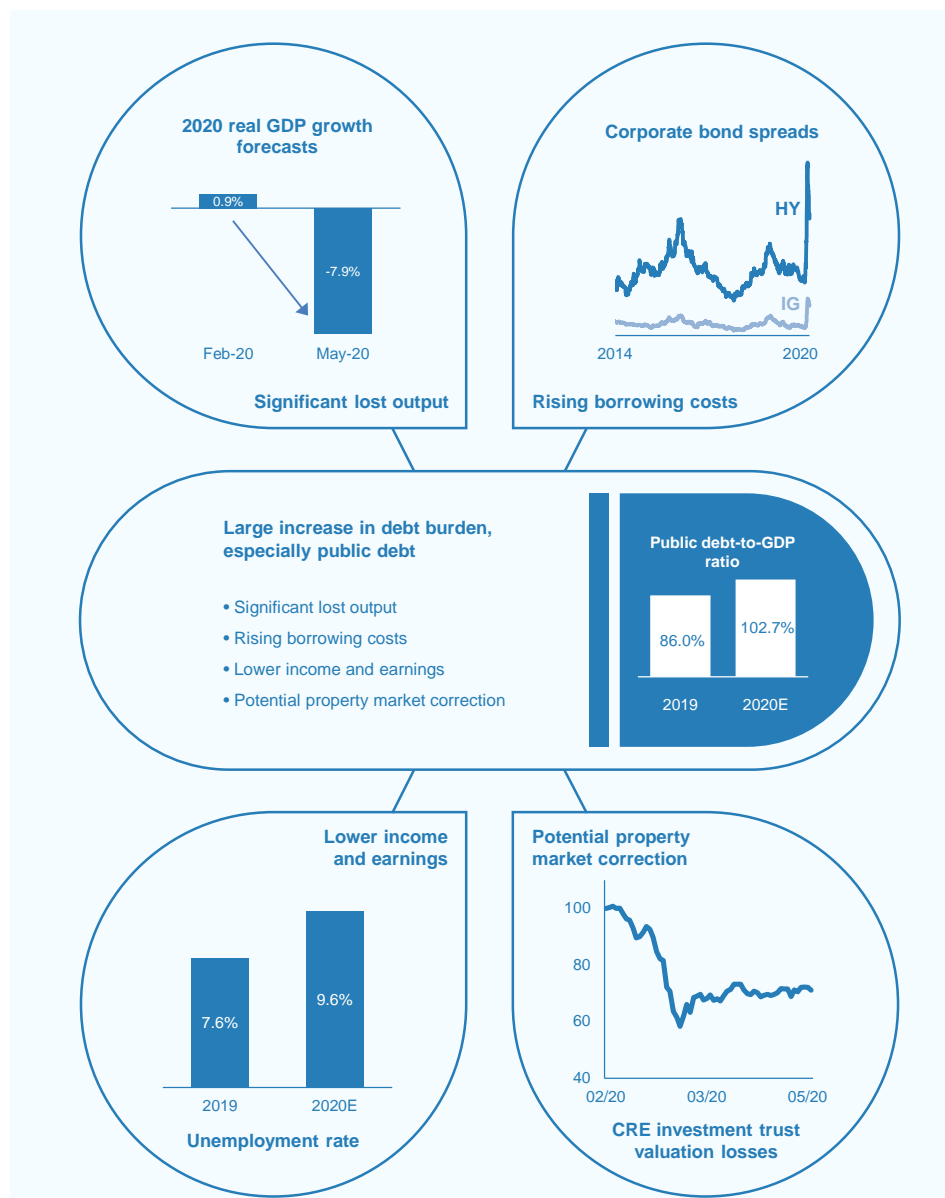 2020 real GDP growth
forecasts
0.9%
-7.9%
Feb-20
May-20
Significant lost output
Corporate bond spreads
HY
IG
2014
2020
Rising borrowing costs
Large increase in debt burden,
especially public debt
• Significant lost output
• Rising borrowing costs
• Lower income and earnings
• Potential property market correction
Public debt-to-GDP
ratio
86.0%
102.7%
2019
2020E
Lower income
and earnings
7.6%
9.6%
2019
2020E
Unemployment rate
Potential property
market correction
100
80
60
40
02/20
03/20
05/20
CRE investment trust
valuation losses